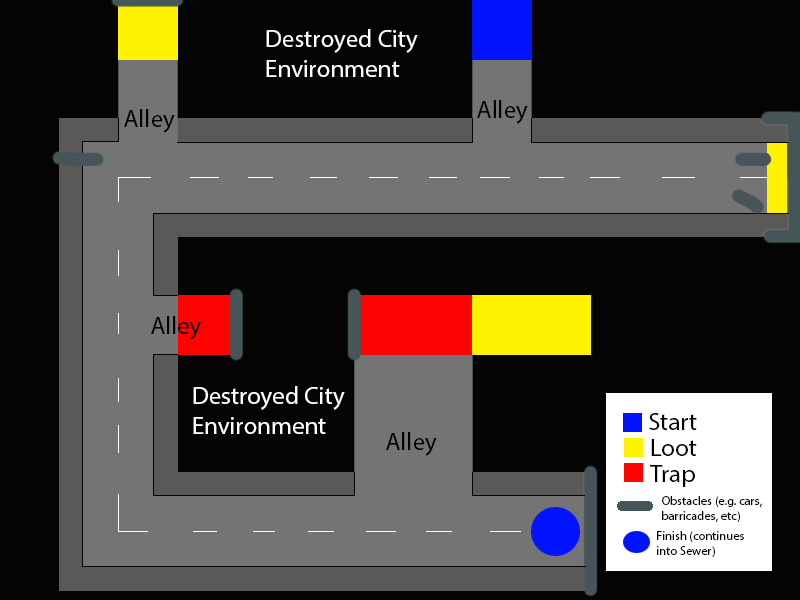 Destroyed City
Environment
Alley
Alley
Alley
Destroyed City
Environment
Alley
Start
Loot
Trap
Obstacles (e.g. cars,
barricades, etc)
Finish (continues
into Sewer)